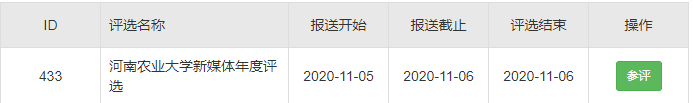 ID 评选名称 报送开始 报送截止 评选结束 操作
433 河南农业大学新媒体年度评 2020-11-05 2020-11-06 2020-11-06 参评
选